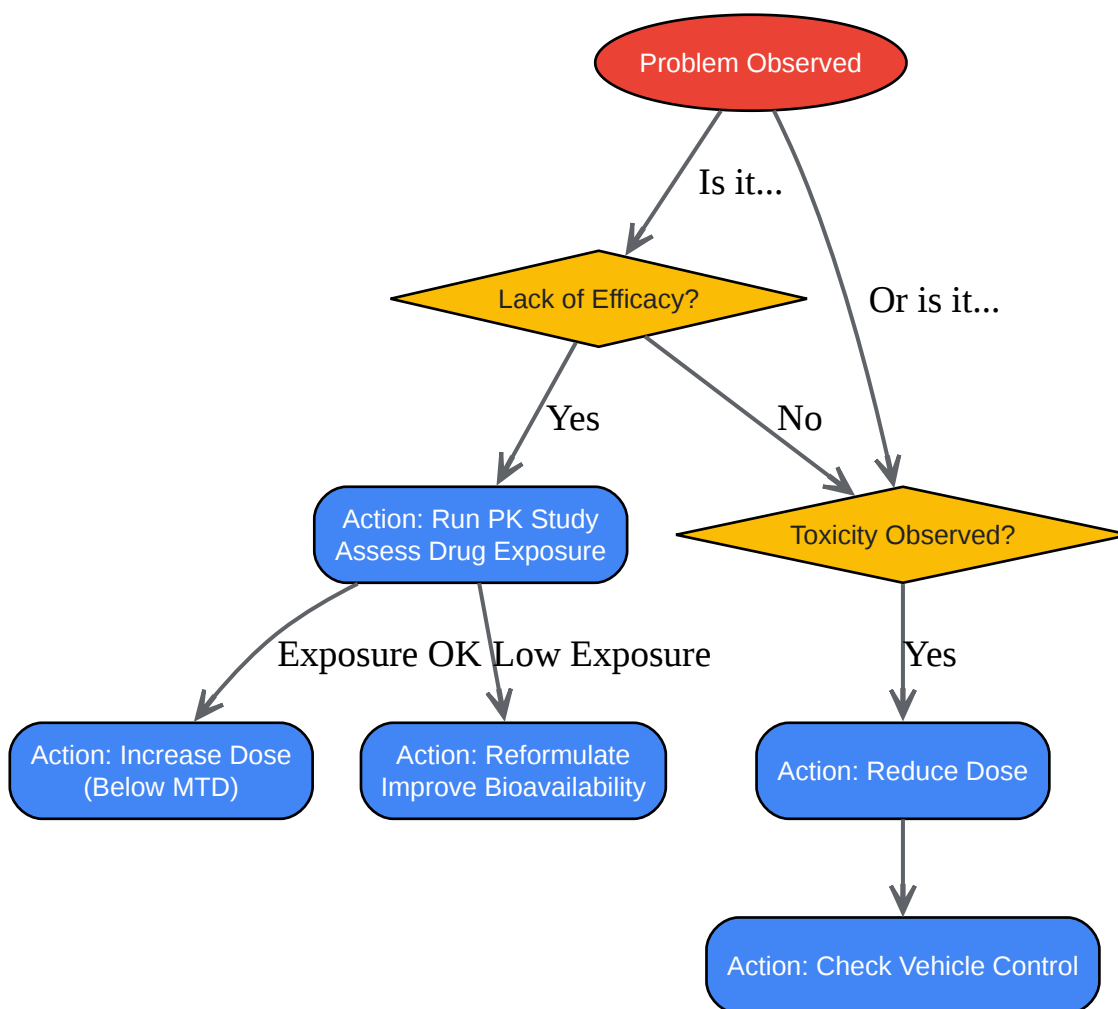 Problem Observed
Is it...
Lack of Efficacy?
Or is it...
Yes
No
Action: Run PK Study
Assess Drug Exposure
Toxicity Observed?
Exposure OK
Low Exposure
Yes
Action: Increase Dose
(Below MTD)
Action: Reformulate
Improve Bioavailability
Action: Reduce Dose
Action: Check Vehicle Control